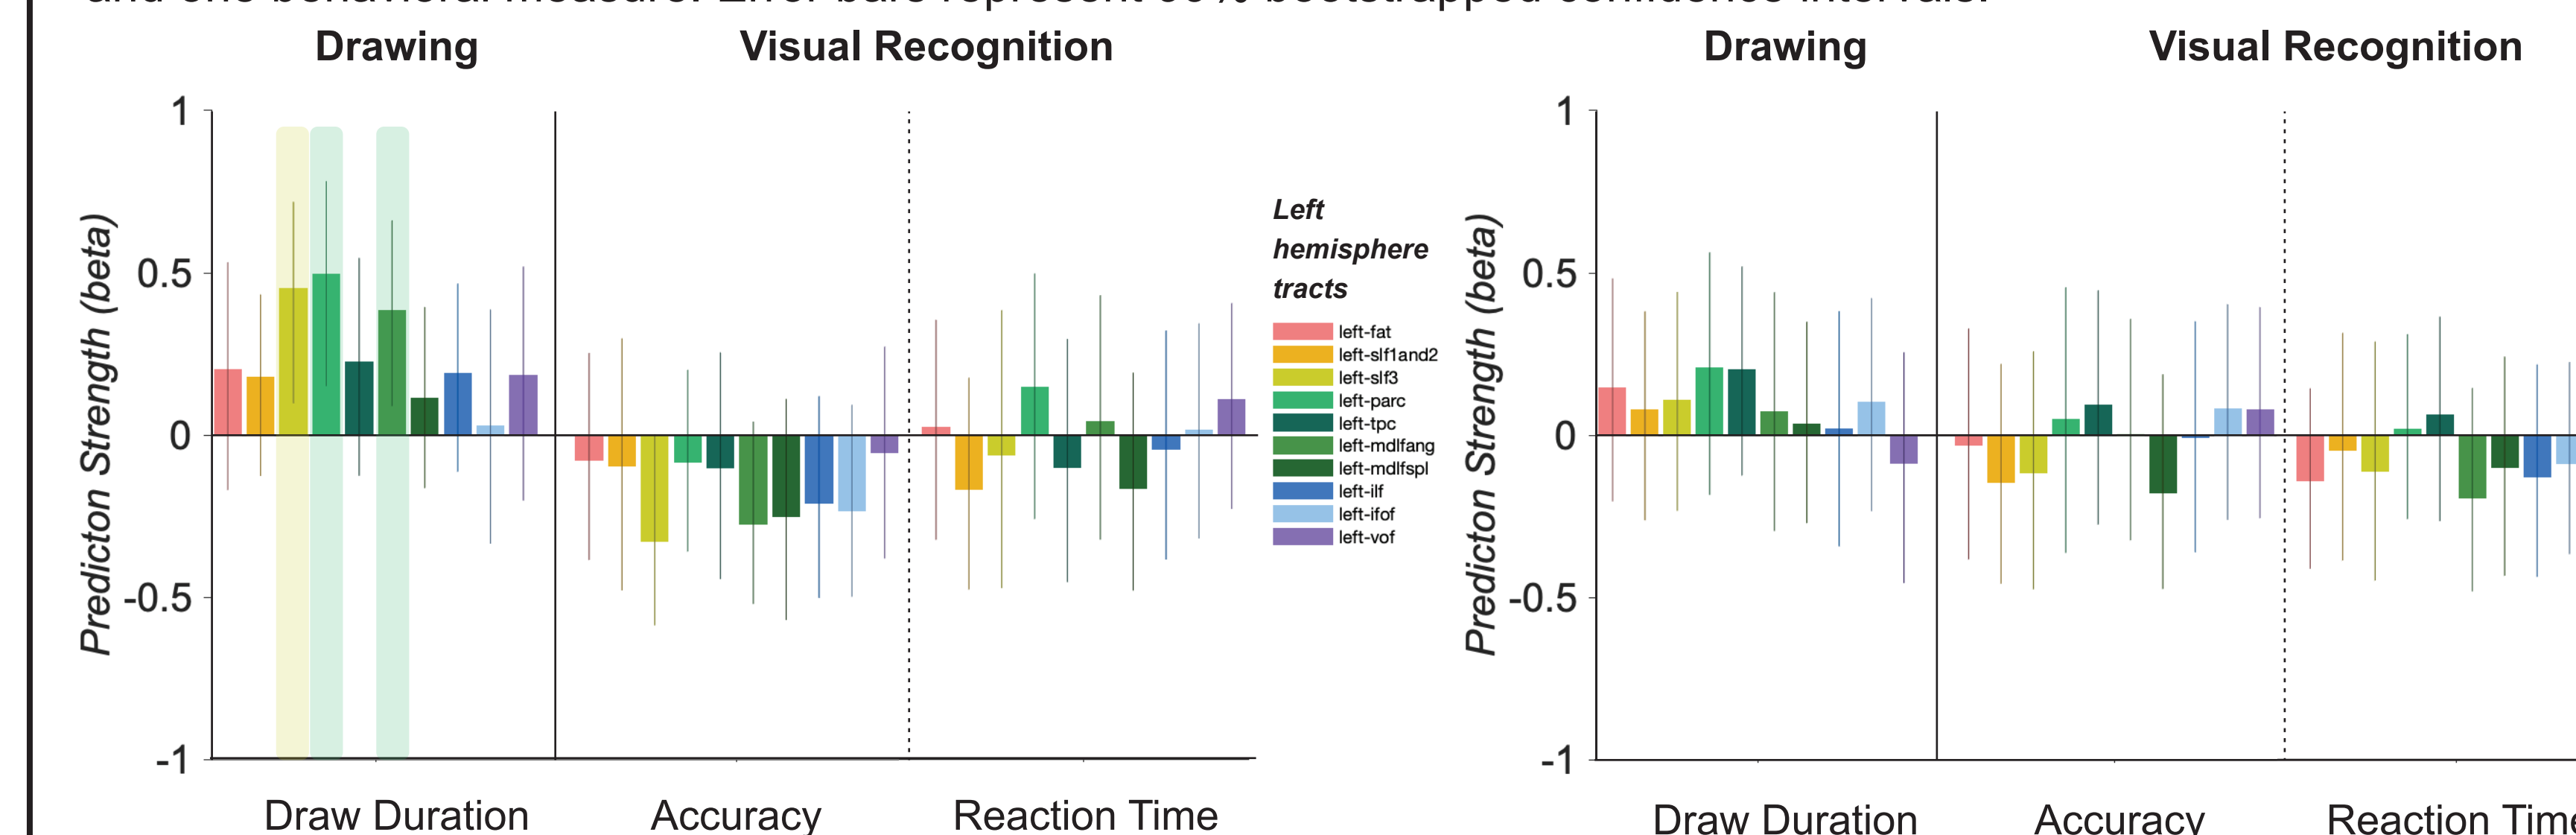 Drawing
Visual Recognition
1
0.5
0
-0.5
-1
Predicton Strength (beta)
Draw Duration
Accuracy
Reaction Time
Left
hemisphere
tracts
left-fat
left-slf1and2
left-slf3
left-parc
left-tpc
left-mdlfang
left-mdlfspl
left-ilf
left-ifof
left-vof
Drawing
Visual Recognition
1
0.5
0
-0.5
-1
Predicton Strength (beta)
Draw Duration
Accuracy
Reaction Time